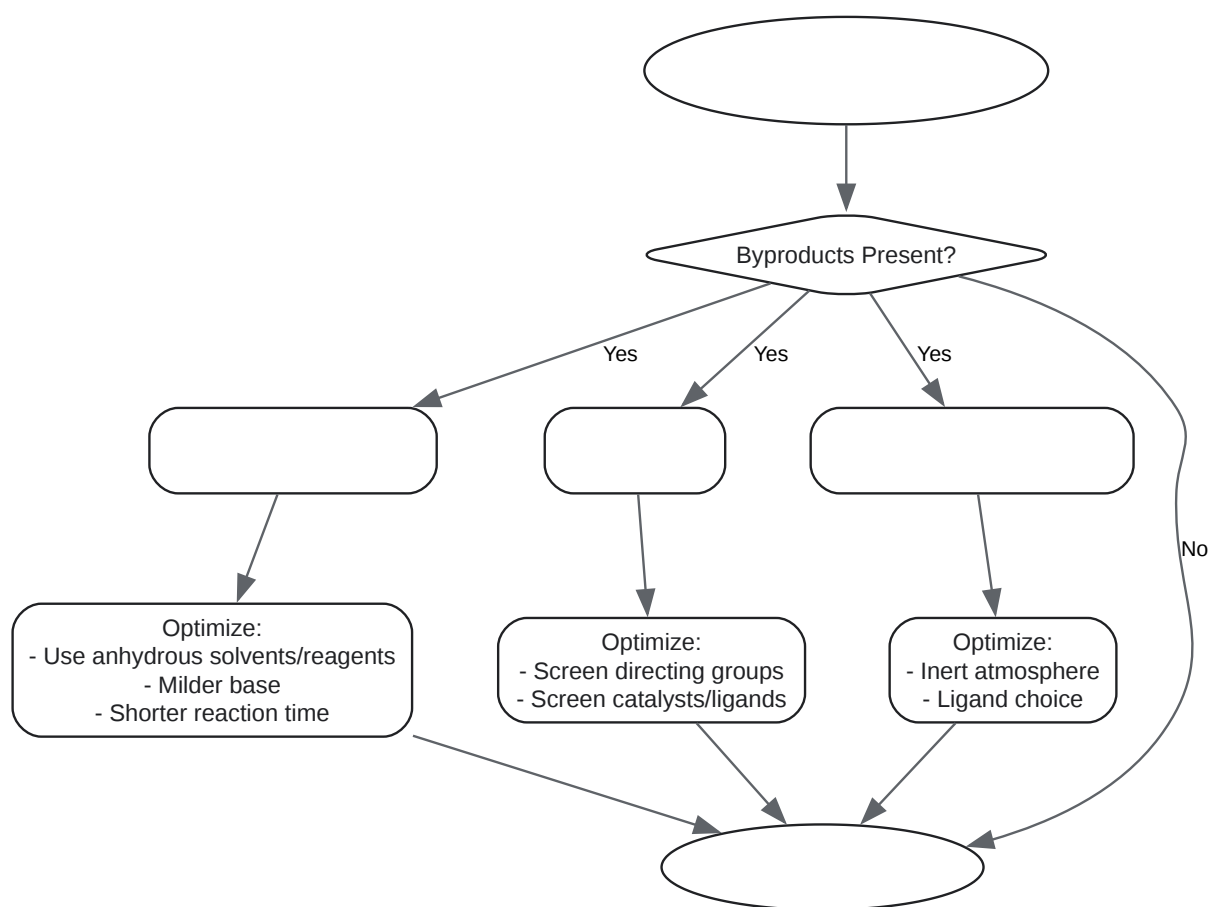 Byproducts Present?
Yes
Yes
Yes
No
Optimize:
- Use anhydrous solvents/reagents
- Milder base
- Shorter reaction time
Optimize:
- Screen directing groups
- Screen catalysts/ligands
Optimize:
- Inert atmosphere
- Ligand choice